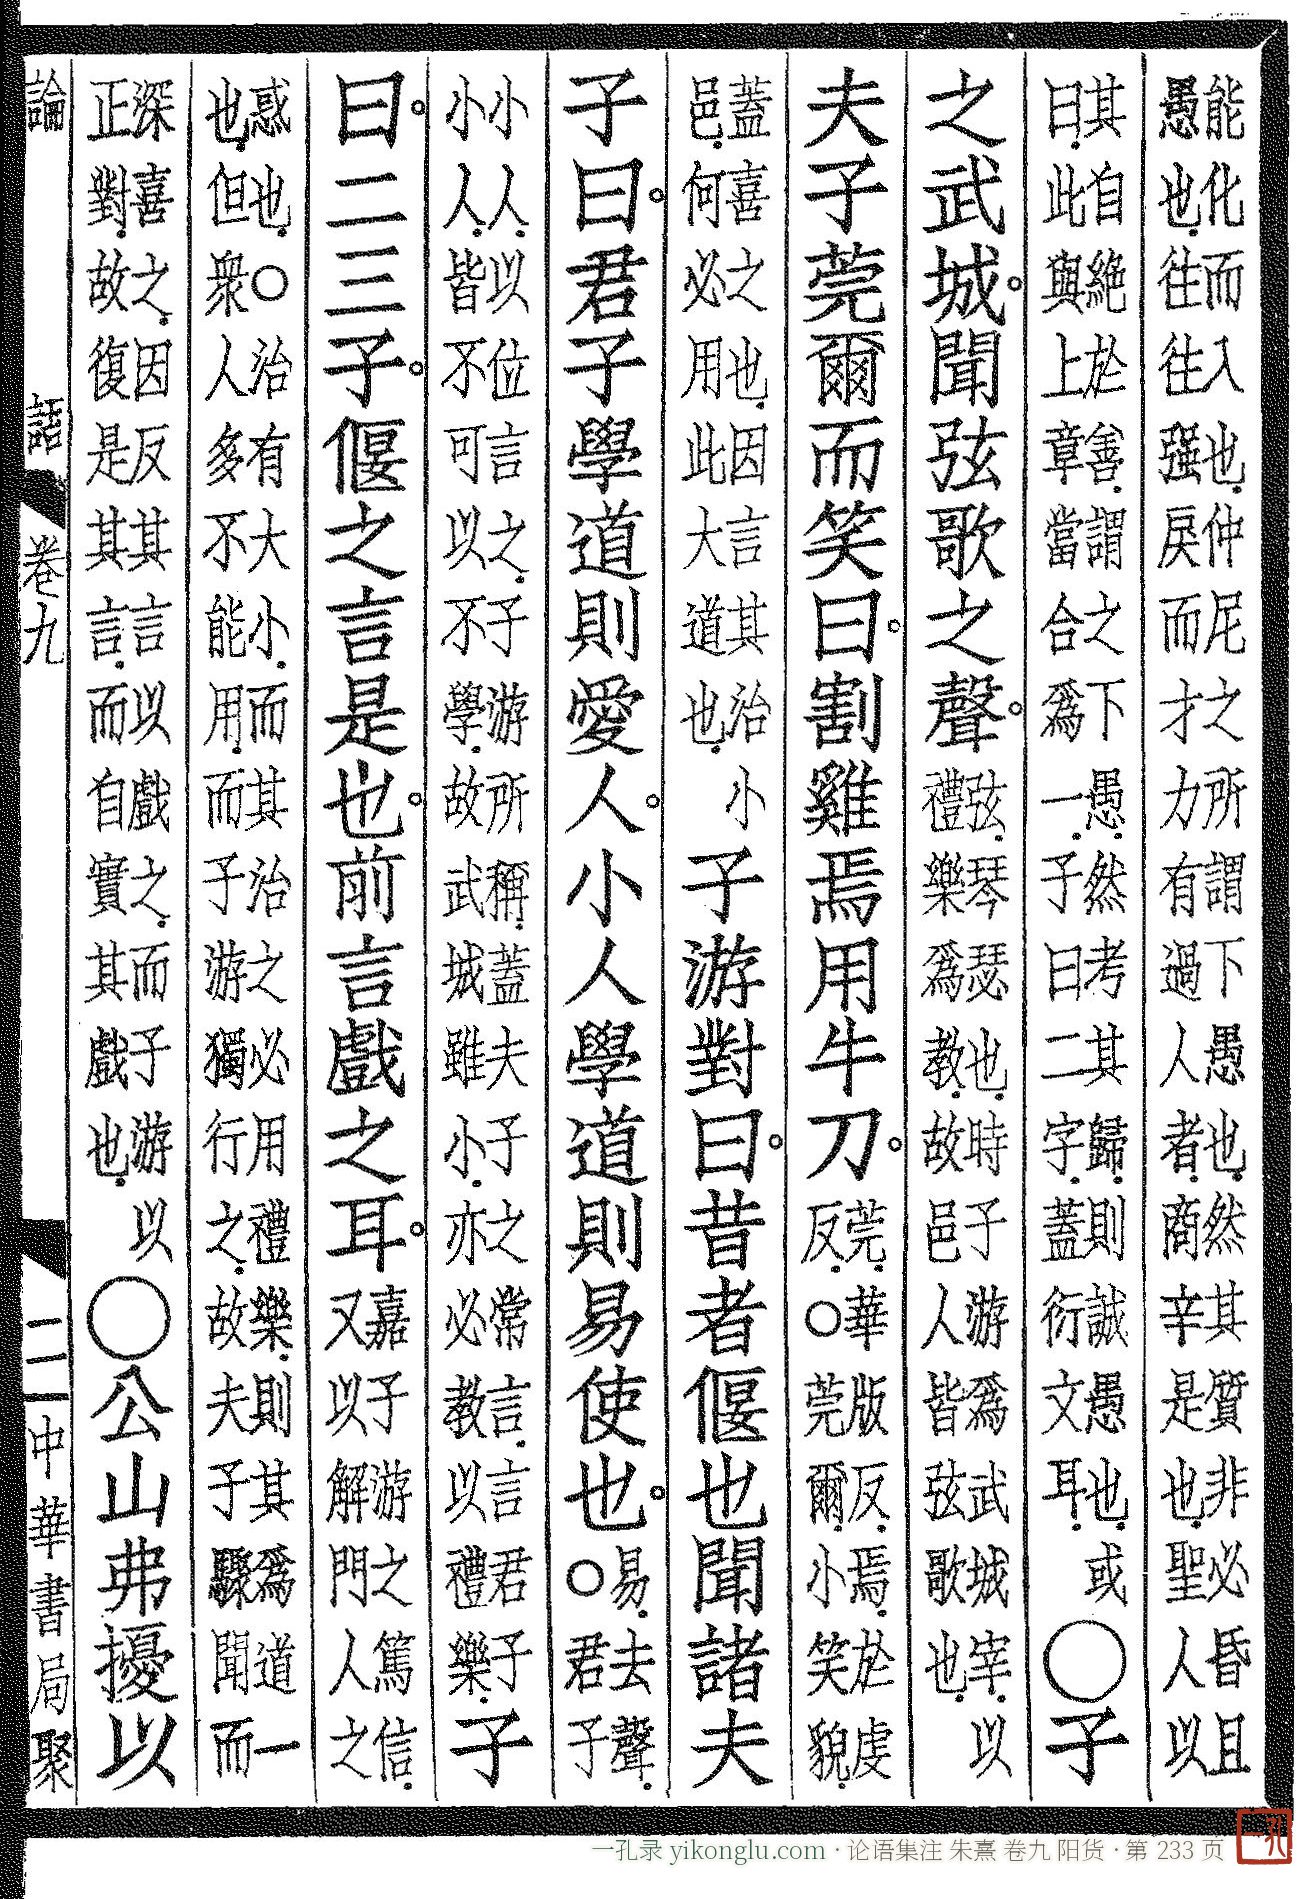 能化而入也仲尼之所謂下愚也然其質非必昏且
愚也往往强戾而才力有過人者商辛是也聖人以
其自絕於善謂之下愚然考其歸則誠愚也或
曰此與上章當合爲一子曰二字蓋衍文耳
○子
之武城。聞弦歌之聲。
弦琴瑟也時子游爲武城宰以
禮樂爲教故邑人皆弦歌也
夫子莞爾而笑曰。割雞焉用牛刀。
莞華版反焉於虔
反○莞爾小笑貌
蓋喜之也因言其治小
邑何必用此大道也
子游對曰。昔者偃也聞諸夫
子曰。君子學道則愛人。小人學道則易使也。
易去聲
○君子
小人以位言之子游所稱蓋夫子之常言言君子
小人皆不可以不學故武城雖小亦必教以禮樂
子
曰。二三子。偃之言是也。前言戲之耳。
嘉子游之篤信
又以解門人之
惑也○治有大小而其治之必用禮樂則其爲道一
也但衆人多不能用而子游獨行之故夫子驟聞而
深喜之因反其言以戲之而子游以
正對故復是其言而自實其戲也
○公山弗擾以
論語
卷九
二
中華書局聚
一孔录 yikonglu.com · 论语集注 朱熹 卷九 阳货 · 第 233 页
一孔